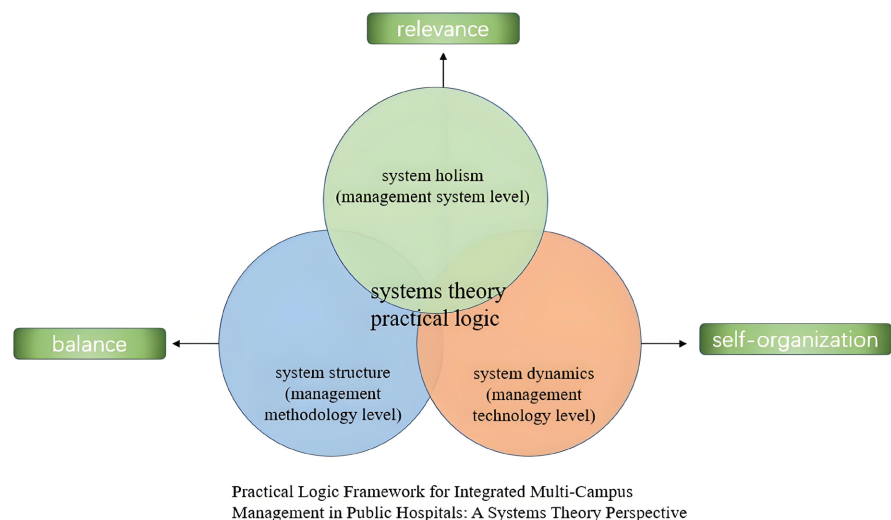 relevance
system holism
(management system level)
systems theory
practical logic
balance
self-organization
system structure
(management
methodology level)
system dynamics
(management
technology level)
Practical Logic Framework for Integrated Multi-Campus
Management in Public Hospitals: A Systems Theory Perspective